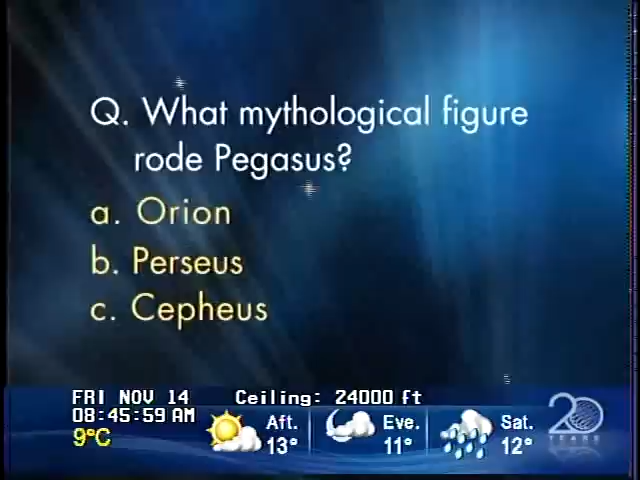 Q. What mythological figure
rode Pegasus?
a. Orion
b. Perseus
c. Cepheus
FRI NOV 14 Ceiling: 24000 ft
08:45:59 AM
9°C
Aft.
13°
Eve.
11°
Sat.
12°
20
YEARS